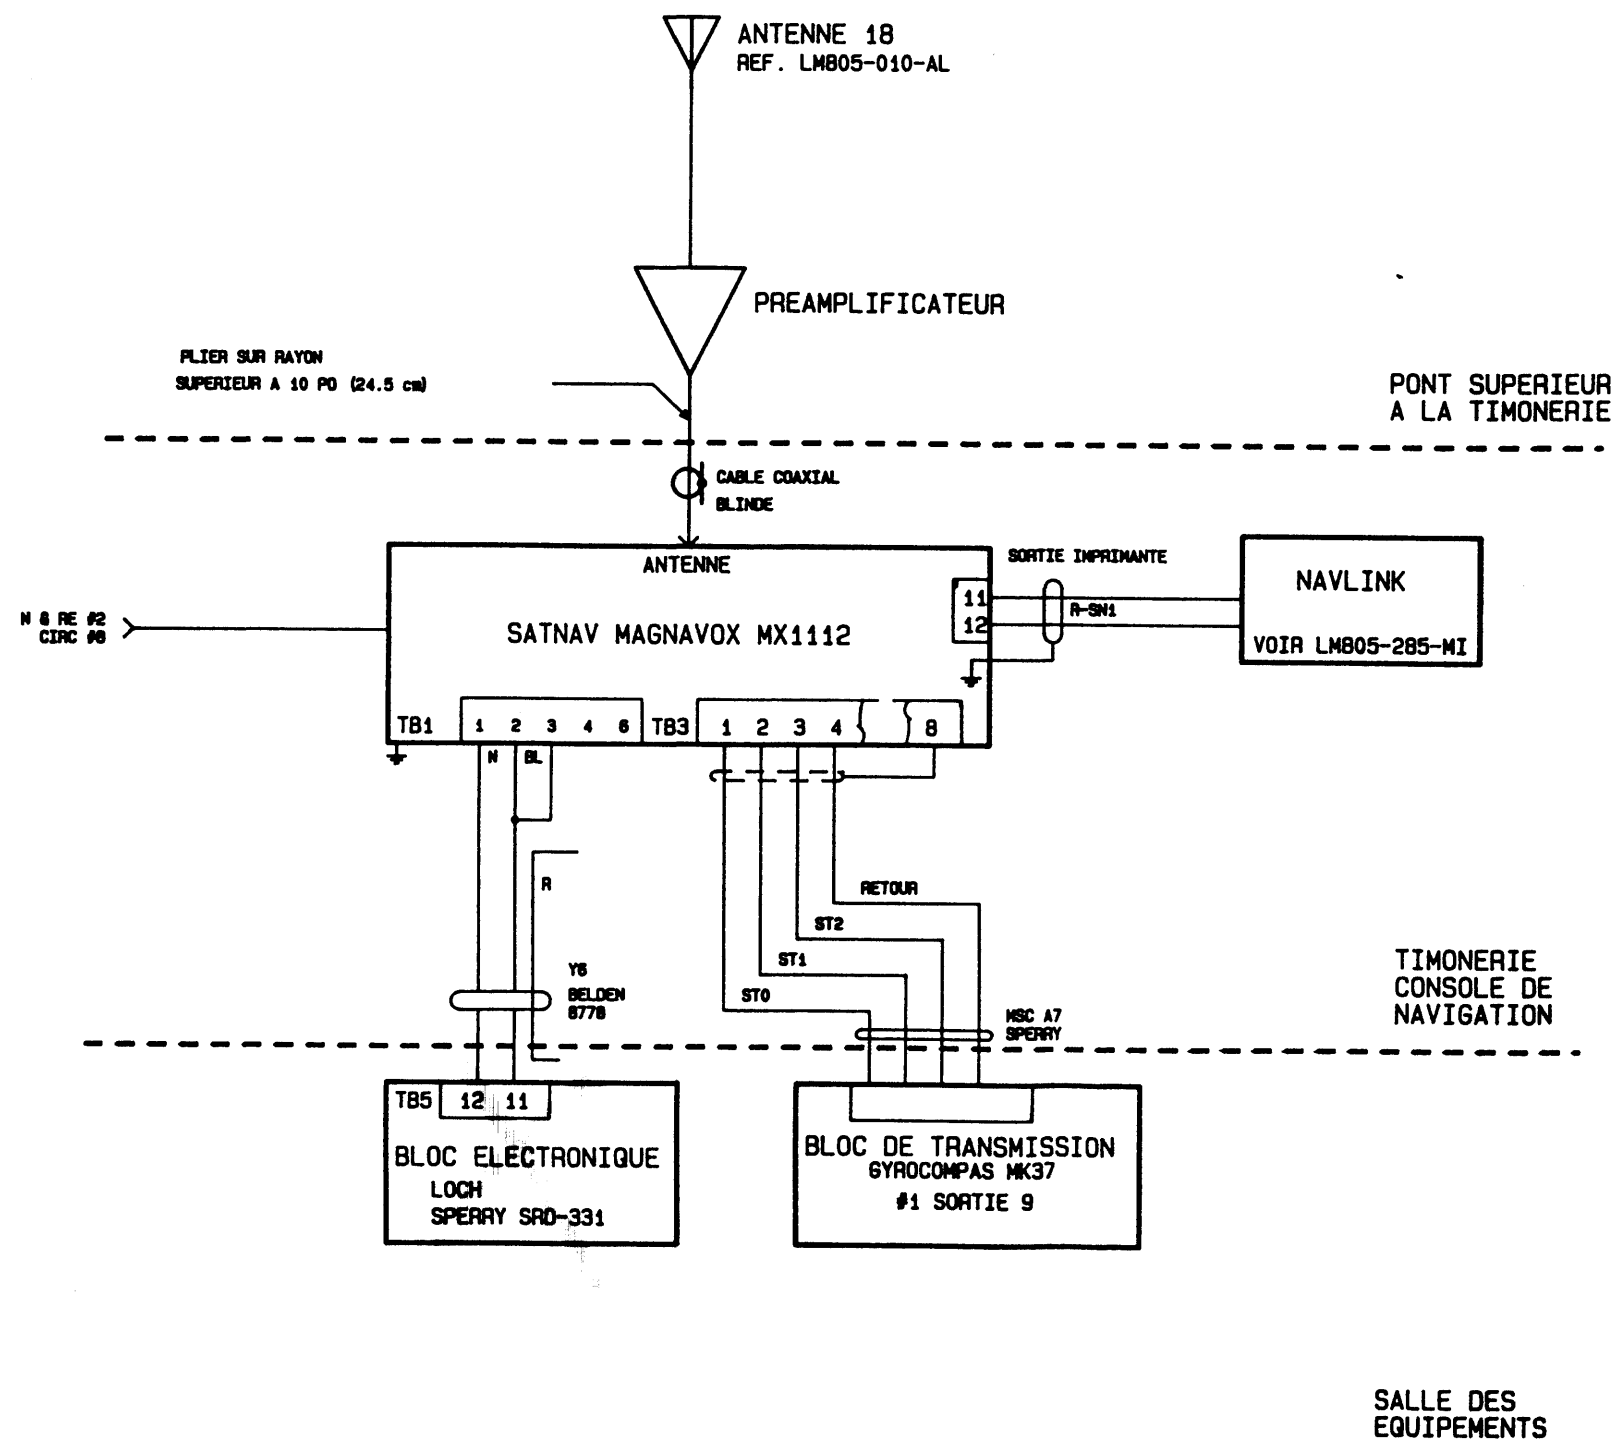 ANTENNE 18
REF. LM805-010-AL
PREAMPLIFICATEUR
PLIER SUR RAYON
SUPERIEUR A 10 PO (24.5 cm)
PONT SUPERIEUR
A LA TIMONERIE
CABLE COAXIAL
BLINDE
ANTENNE
SORTIE IMPRIMANTE
NAVLINK
11
R-SN1
12
N & RE #2
CIRC #6
SATNAV MAGNAVOX MX1112
VOIR LM805-285-MI
TB1 1 2 3 4 6 TB3 1 2 3 4 8
N BL
R
RETOUR
ST2
ST1
ST0
Y6
BELDEN
8778
TIMONERIE
CONSOLE DE
NAVIGATION
MSC A7
SPERRY
TB5 12 11
BLOC ELECTRONIQUE
LOCH
SPERRY SRD-331
BLOC DE TRANSMISSION
GYROCOMPAS MK37
#1 SORTIE 9
SALLE DES
EQUIPEMENTS